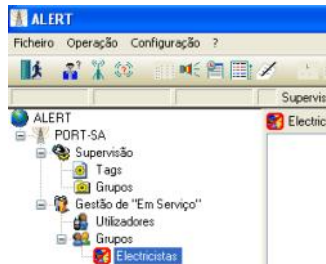 ALERT
Ficheiro Operação Configuração ?
Supervis
ALERT
Electric
PORT-SA
Supervisão
Tags
Grupos
Gestão de "Em Serviço"
Utilizadores
Grupos
Electricistas